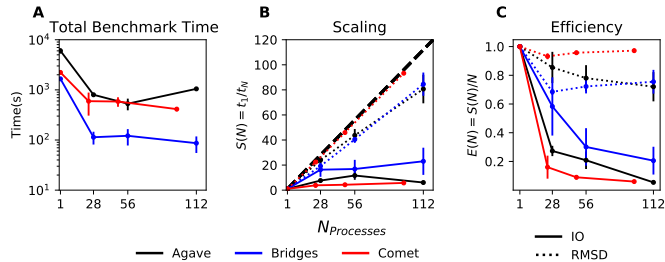 A Total Benchmark Time
10^4
10^3
10^2
10^1
Time(s)
1 28 56 112
B Scaling
120
100
80
60
40
20
0
S(N) = t_1/t_N
1 28 56 112
N_Processes
C Efficiency
1.0
0.8
0.6
0.4
0.2
E(N) = S(N)/N
1 28 56 112
Agave Bridges Comet
IO
RMSD